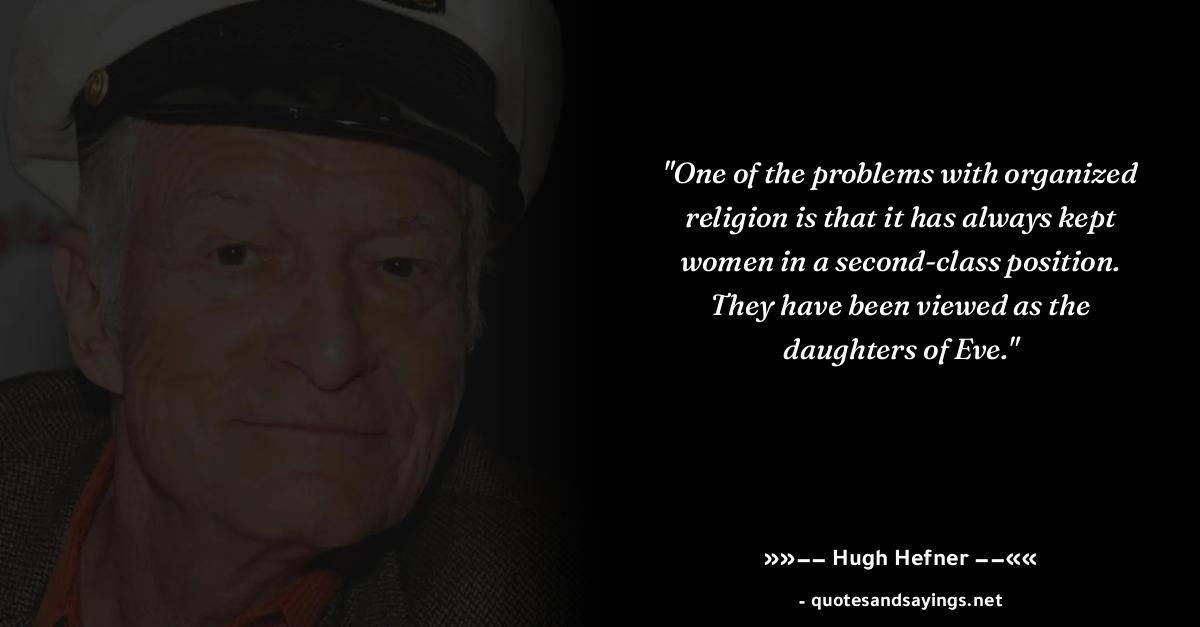 "One of the problems with organized
religion is that it has always kept
women in a second-class position.
They have been viewed as the
daughters of Eve."
»»−− Hugh Hefner −−««
- quotesandsayings.net